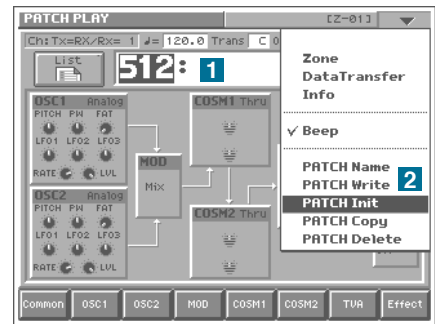 PATCH PLAY [Z-01]
Ch:Tx=RX/Rx= 1 ♩= 120.0 Trans C 0
List 512: 1
Zone
DataTransfer
Info
✓ Beep
PATCH Name
PATCH Write 2
PATCH Init
PATCH Copy
PATCH Delete
OSC1 Analog
PITCH PW FAT
LFO1 LFO2 LFO3
RATE LVL
OSC2 Analog
PITCH PW FAT
LFO1 LFO2 LFO3
RATE LVL
MOD
Mix
COSM1 Thru
COSM2 Thru
Common OSC1 OSC2 MOD COSM1 COSM2 TVA Effect